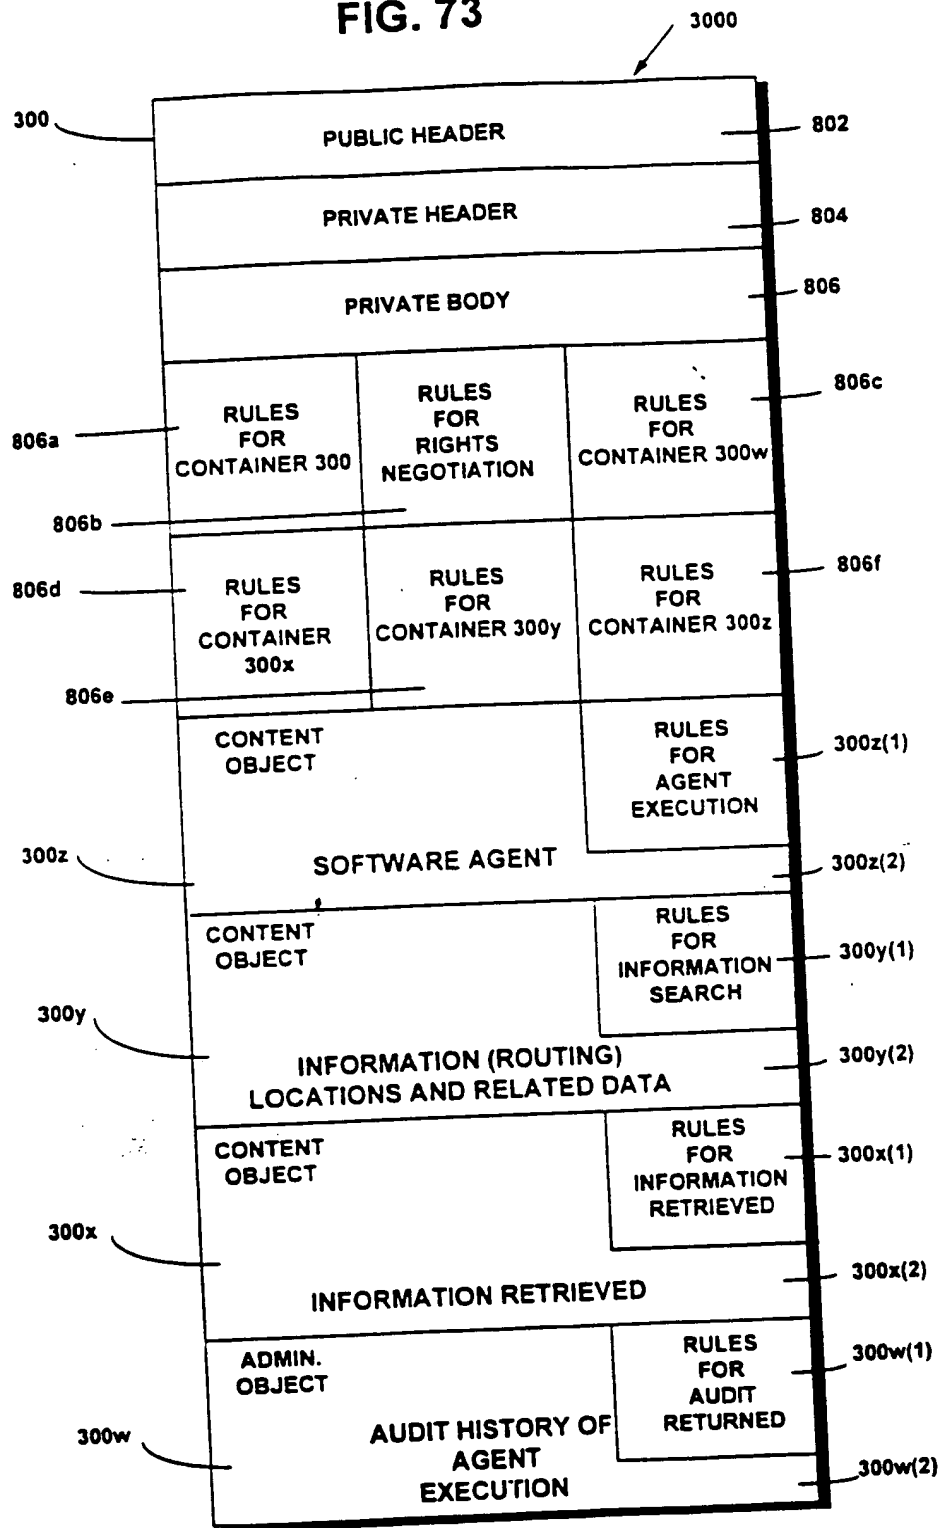 FIG. 73
3000
300
PUBLIC HEADER
802
PRIVATE HEADER
804
PRIVATE BODY
806
806a
RULES
FOR
CONTAINER 300
806b
RULES
FOR
RIGHTS
NEGOTIATION
RULES
FOR
CONTAINER 300w
806c
806d
RULES
FOR
CONTAINER
300x
806e
RULES
FOR
CONTAINER 300y
RULES
FOR
CONTAINER 300z
806f
CONTENT
OBJECT
RULES
FOR
AGENT
EXECUTION
300z(1)
300z
SOFTWARE AGENT
300z(2)
CONTENT
OBJECT
RULES
FOR
INFORMATION
SEARCH
300y(1)
300y
INFORMATION (ROUTING)
LOCATIONS AND RELATED DATA
300y(2)
CONTENT
OBJECT
RULES
FOR
INFORMATION
RETRIEVED
300x(1)
300x
INFORMATION RETRIEVED
300x(2)
ADMIN.
OBJECT
RULES
FOR
AUDIT
RETURNED
300w(1)
300w
AUDIT HISTORY OF
AGENT
EXECUTION
300w(2)